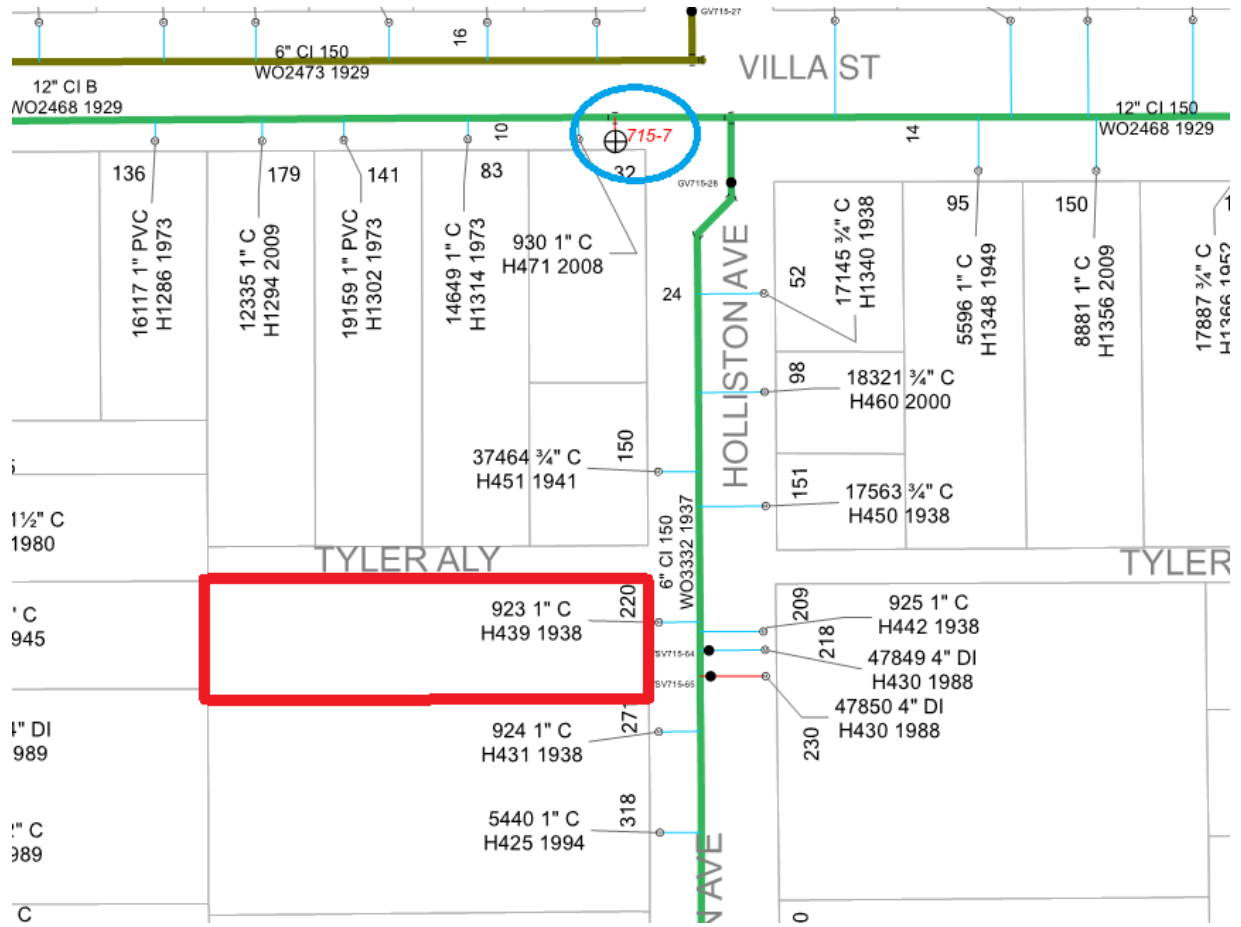 GV715-27
16
6" CI 150
WO2473 1929
VILLA ST
12" CI B
WO2468 1929
12" CI 150
WO2468 1929
10
715-7
14
136
179
141
83
32
GV715-28
95
150
16117 1" PVC
H1286 1973
12335 1" C
H1294 2009
19159 1" PVC
H1302 1973
14649 1" C
H1314 1973
930 1" C
H471 2008
24
HOLLISTON AVE
52
17145 ¾" C
H1340 1938
5596 1" C
H1348 1949
8881 1" C
H1356 2009
17887 ¾" C
H1366 1952
98
18321 ¾" C
H460 2000
150
37464 ¾" C
H451 1941
151
17563 ¾" C
H450 1938
6" CI 150
WO3332 1937
1½" C
1980
TYLER ALY
TYLER
" C
945
923 1" C
H439 1938
220
209
925 1" C
H442 1938
218
SV715-64
47849 4" DI
H430 1988
SV715-65
47850 4" DI
H430 1988
230
4" DI
989
924 1" C
H431 1938
271
5440 1" C
H425 1994
318
" C
989
N AVE
C
0